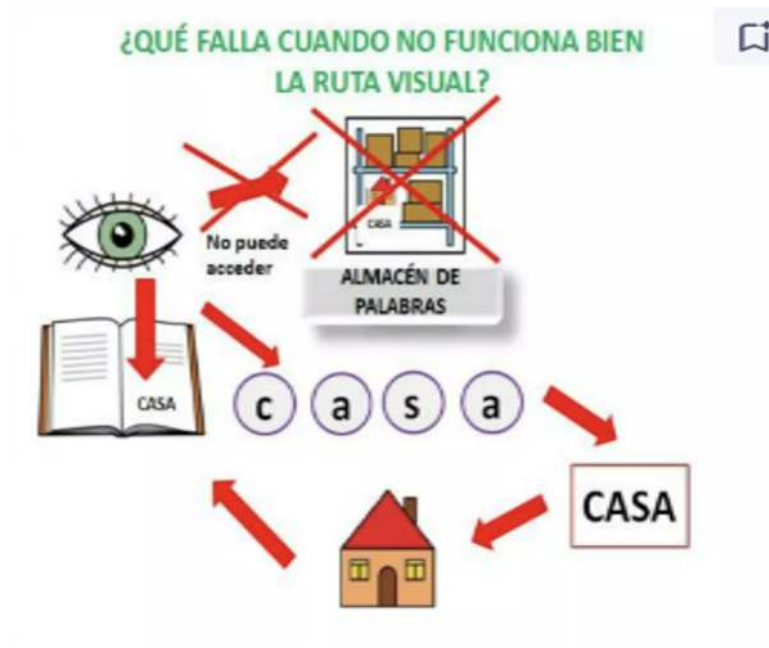 ¿QUÉ FALLA CUANDO NO FUNCIONA BIEN
LA RUTA VISUAL?
CASA
No puede
acceder
ALMACÉN DE
PALABRAS
CASA
c a s a
CASA